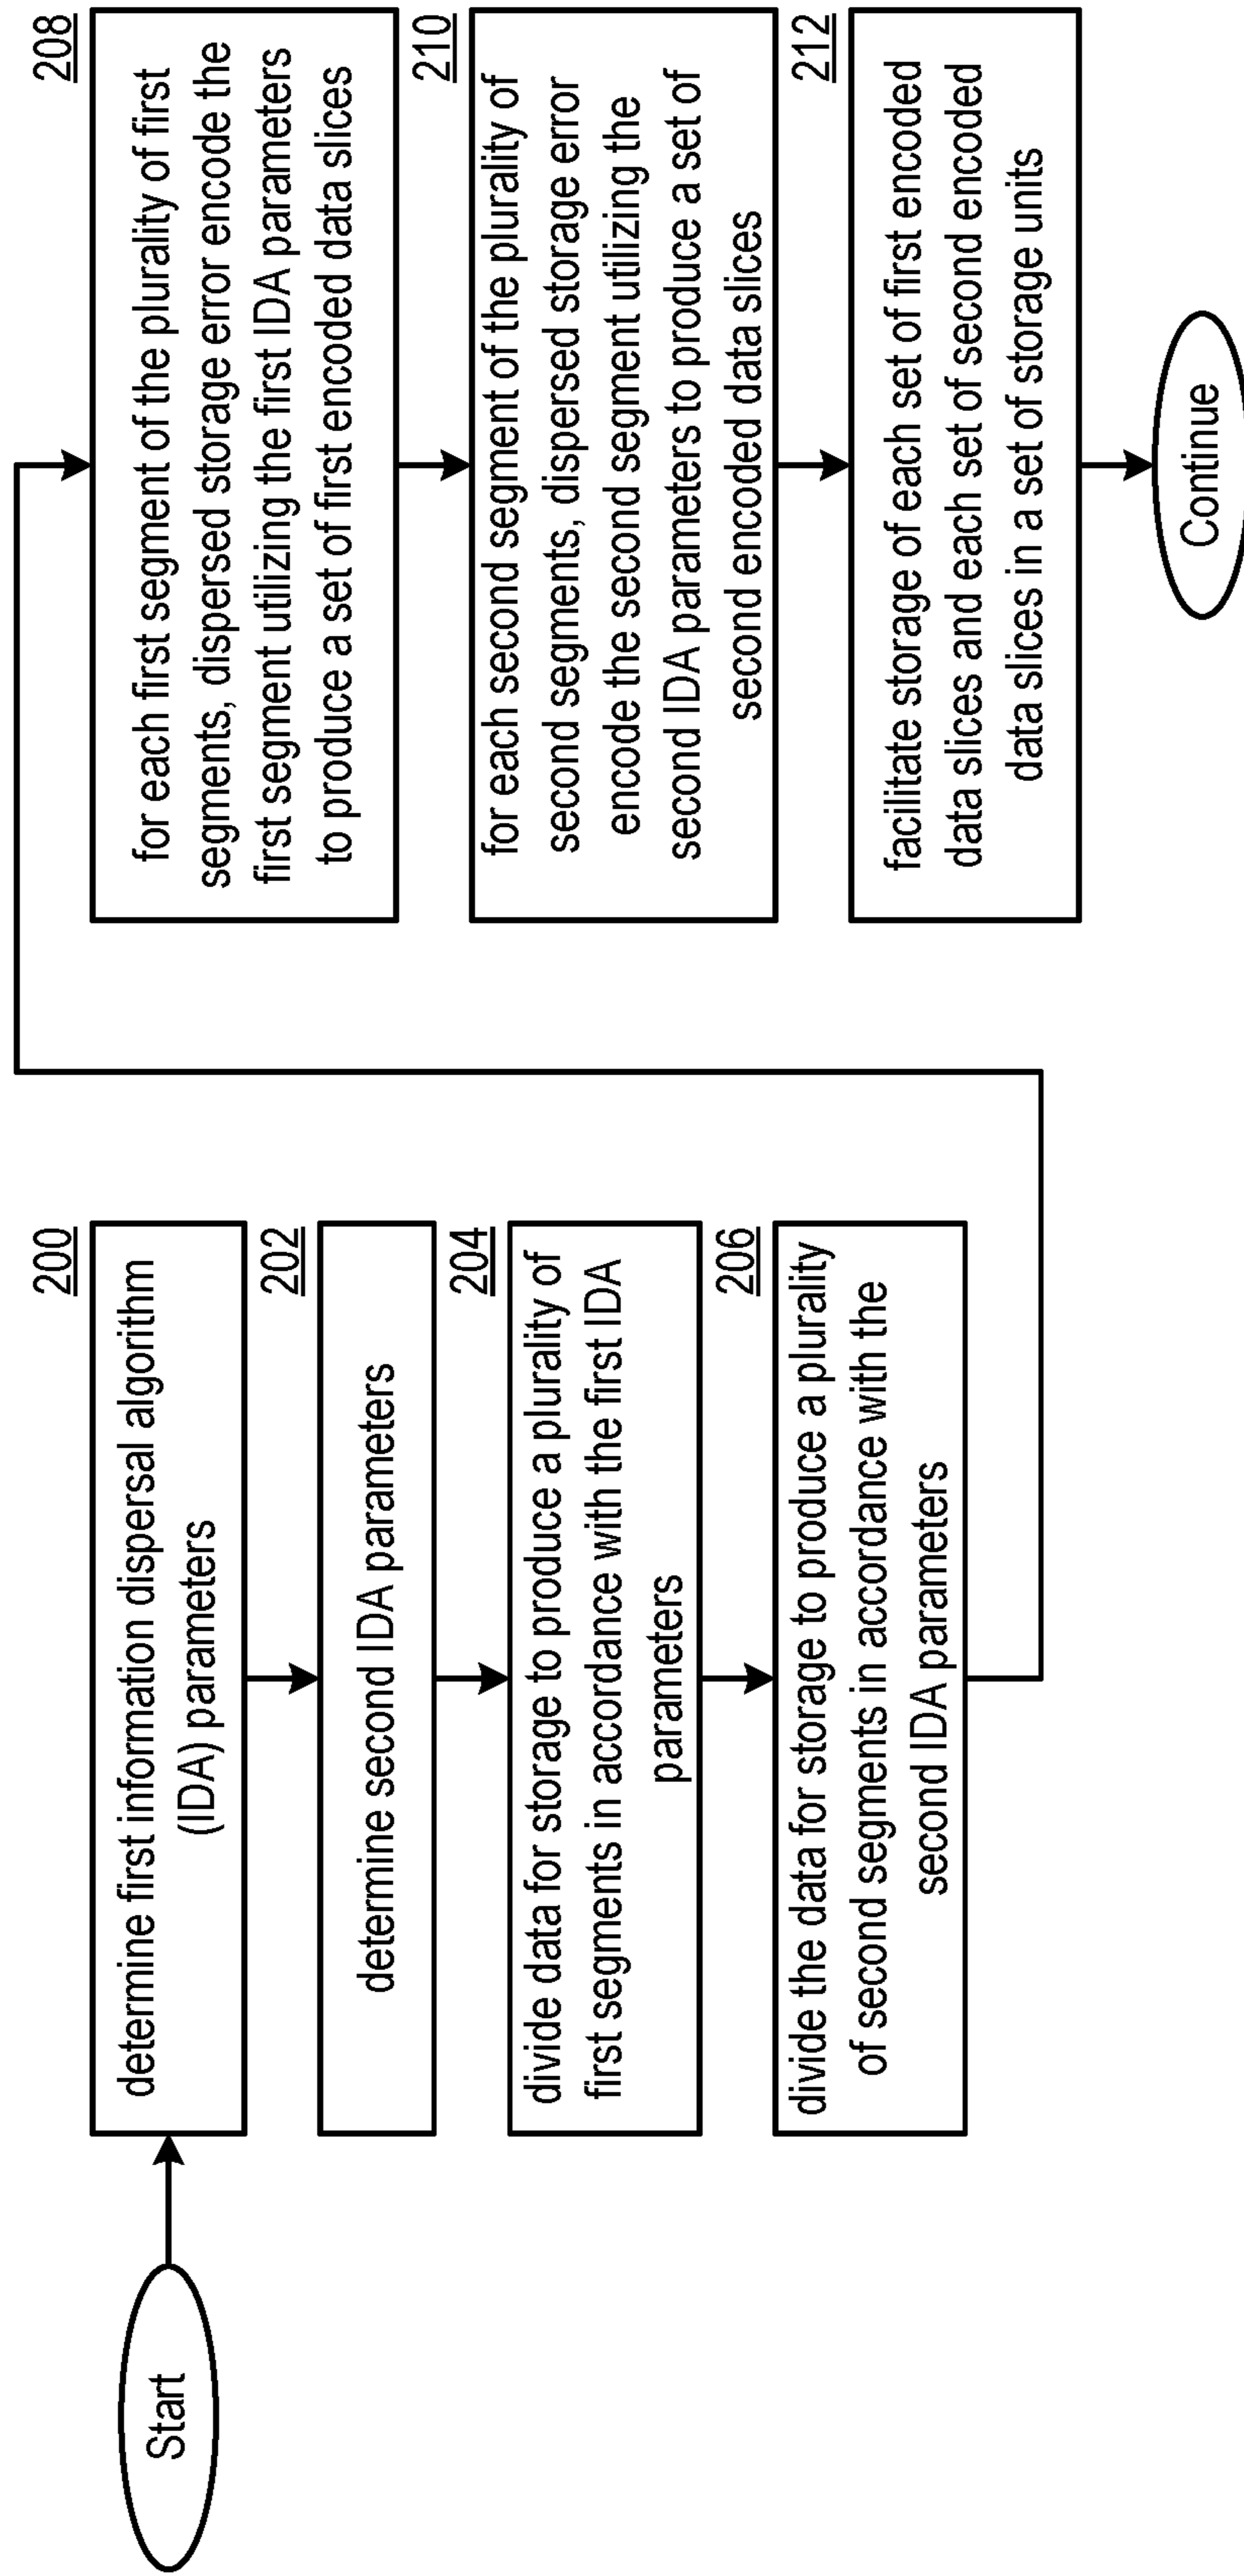 Start
200
determine first information dispersal algorithm
(IDA) parameters
202
determine second IDA parameters
204
divide data for storage to produce a plurality of
first segments in accordance with the first IDA
parameters
206
divide the data for storage to produce a plurality
of second segments in accordance with the
second IDA parameters
208
for each first segment of the plurality of first
segments, dispersed storage error encode the
first segment utilizing the first IDA parameters
to produce a set of first encoded data slices
210
for each second segment of the plurality of
second segments, dispersed storage error
encode the second segment utilizing the
second IDA parameters to produce a set of
second encoded data slices
212
facilitate storage of each set of first encoded
data slices and each set of second encoded
data slices in a set of storage units
Continue